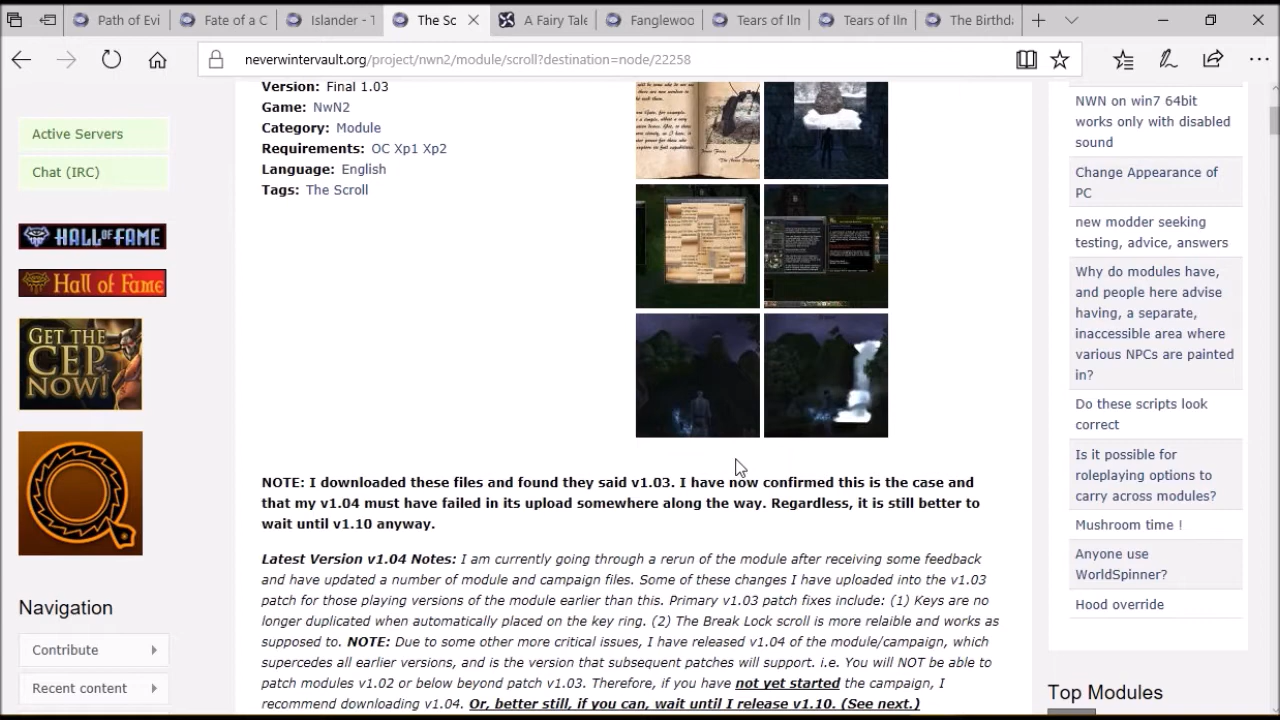 Path of Evi
Fate of a C
Islander - T
The Sc
A Fairy Tale
Fanglewoo
Tears of Iln
Tears of Iln
The Birthda
neverwintervault.org/project/nwn2/module/scroll?destination=node/22258
Active Servers
Chat (IRC)
HALL OF FAME
Hall of Fame
GET THE
CEP
NOW!
Navigation
Contribute
Recent content
Version: Final 1.03
Game: NwN2
Category: Module
Requirements: OC Xp1 Xp2
Language: English
Tags: The Scroll
NOTE: I downloaded these files and found they said v1.03. I have now confirmed this is the case and
that my v1.04 must have failed in its upload somewhere along the way. Regardless, it is still better to
wait until v1.10 anyway.
Latest Version v1.04 Notes: I am currently going through a rerun of the module after receiving some feedback
and have updated a number of module and campaign files. Some of these changes I have uploaded into the v1.03
patch for those playing versions of the module earlier than this. Primary v1.03 patch fixes include: (1) Keys are no
longer duplicated when automatically placed on the key ring. (2) The Break Lock scroll is more relaible and works as
supposed to. NOTE: Due to some other more critical issues, I have released v1.04 of the module/campaign, which
supercedes all earlier versions, and is the version that subsequent patches will support. i.e. You will NOT be able to
patch modules v1.02 or below beyond patch v1.03. Therefore, if you have not yet started the campaign, I
recommend downloading v1.04. Or, better still, if you can, wait until I release v1.10. (See next.)
NWN on win7 64bit
works only with disabled
sound
Change Appearance of
PC
new modder seeking
testing, advice, answers
Why do modules have,
and people here advise
having, a separate,
inaccessible area where
various NPCs are painted
in?
Do these scripts look
correct
Is it possible for
roleplaying options to
carry across modules?
Mushroom time !
Anyone use
WorldSpinner?
Hood override
Top Modules